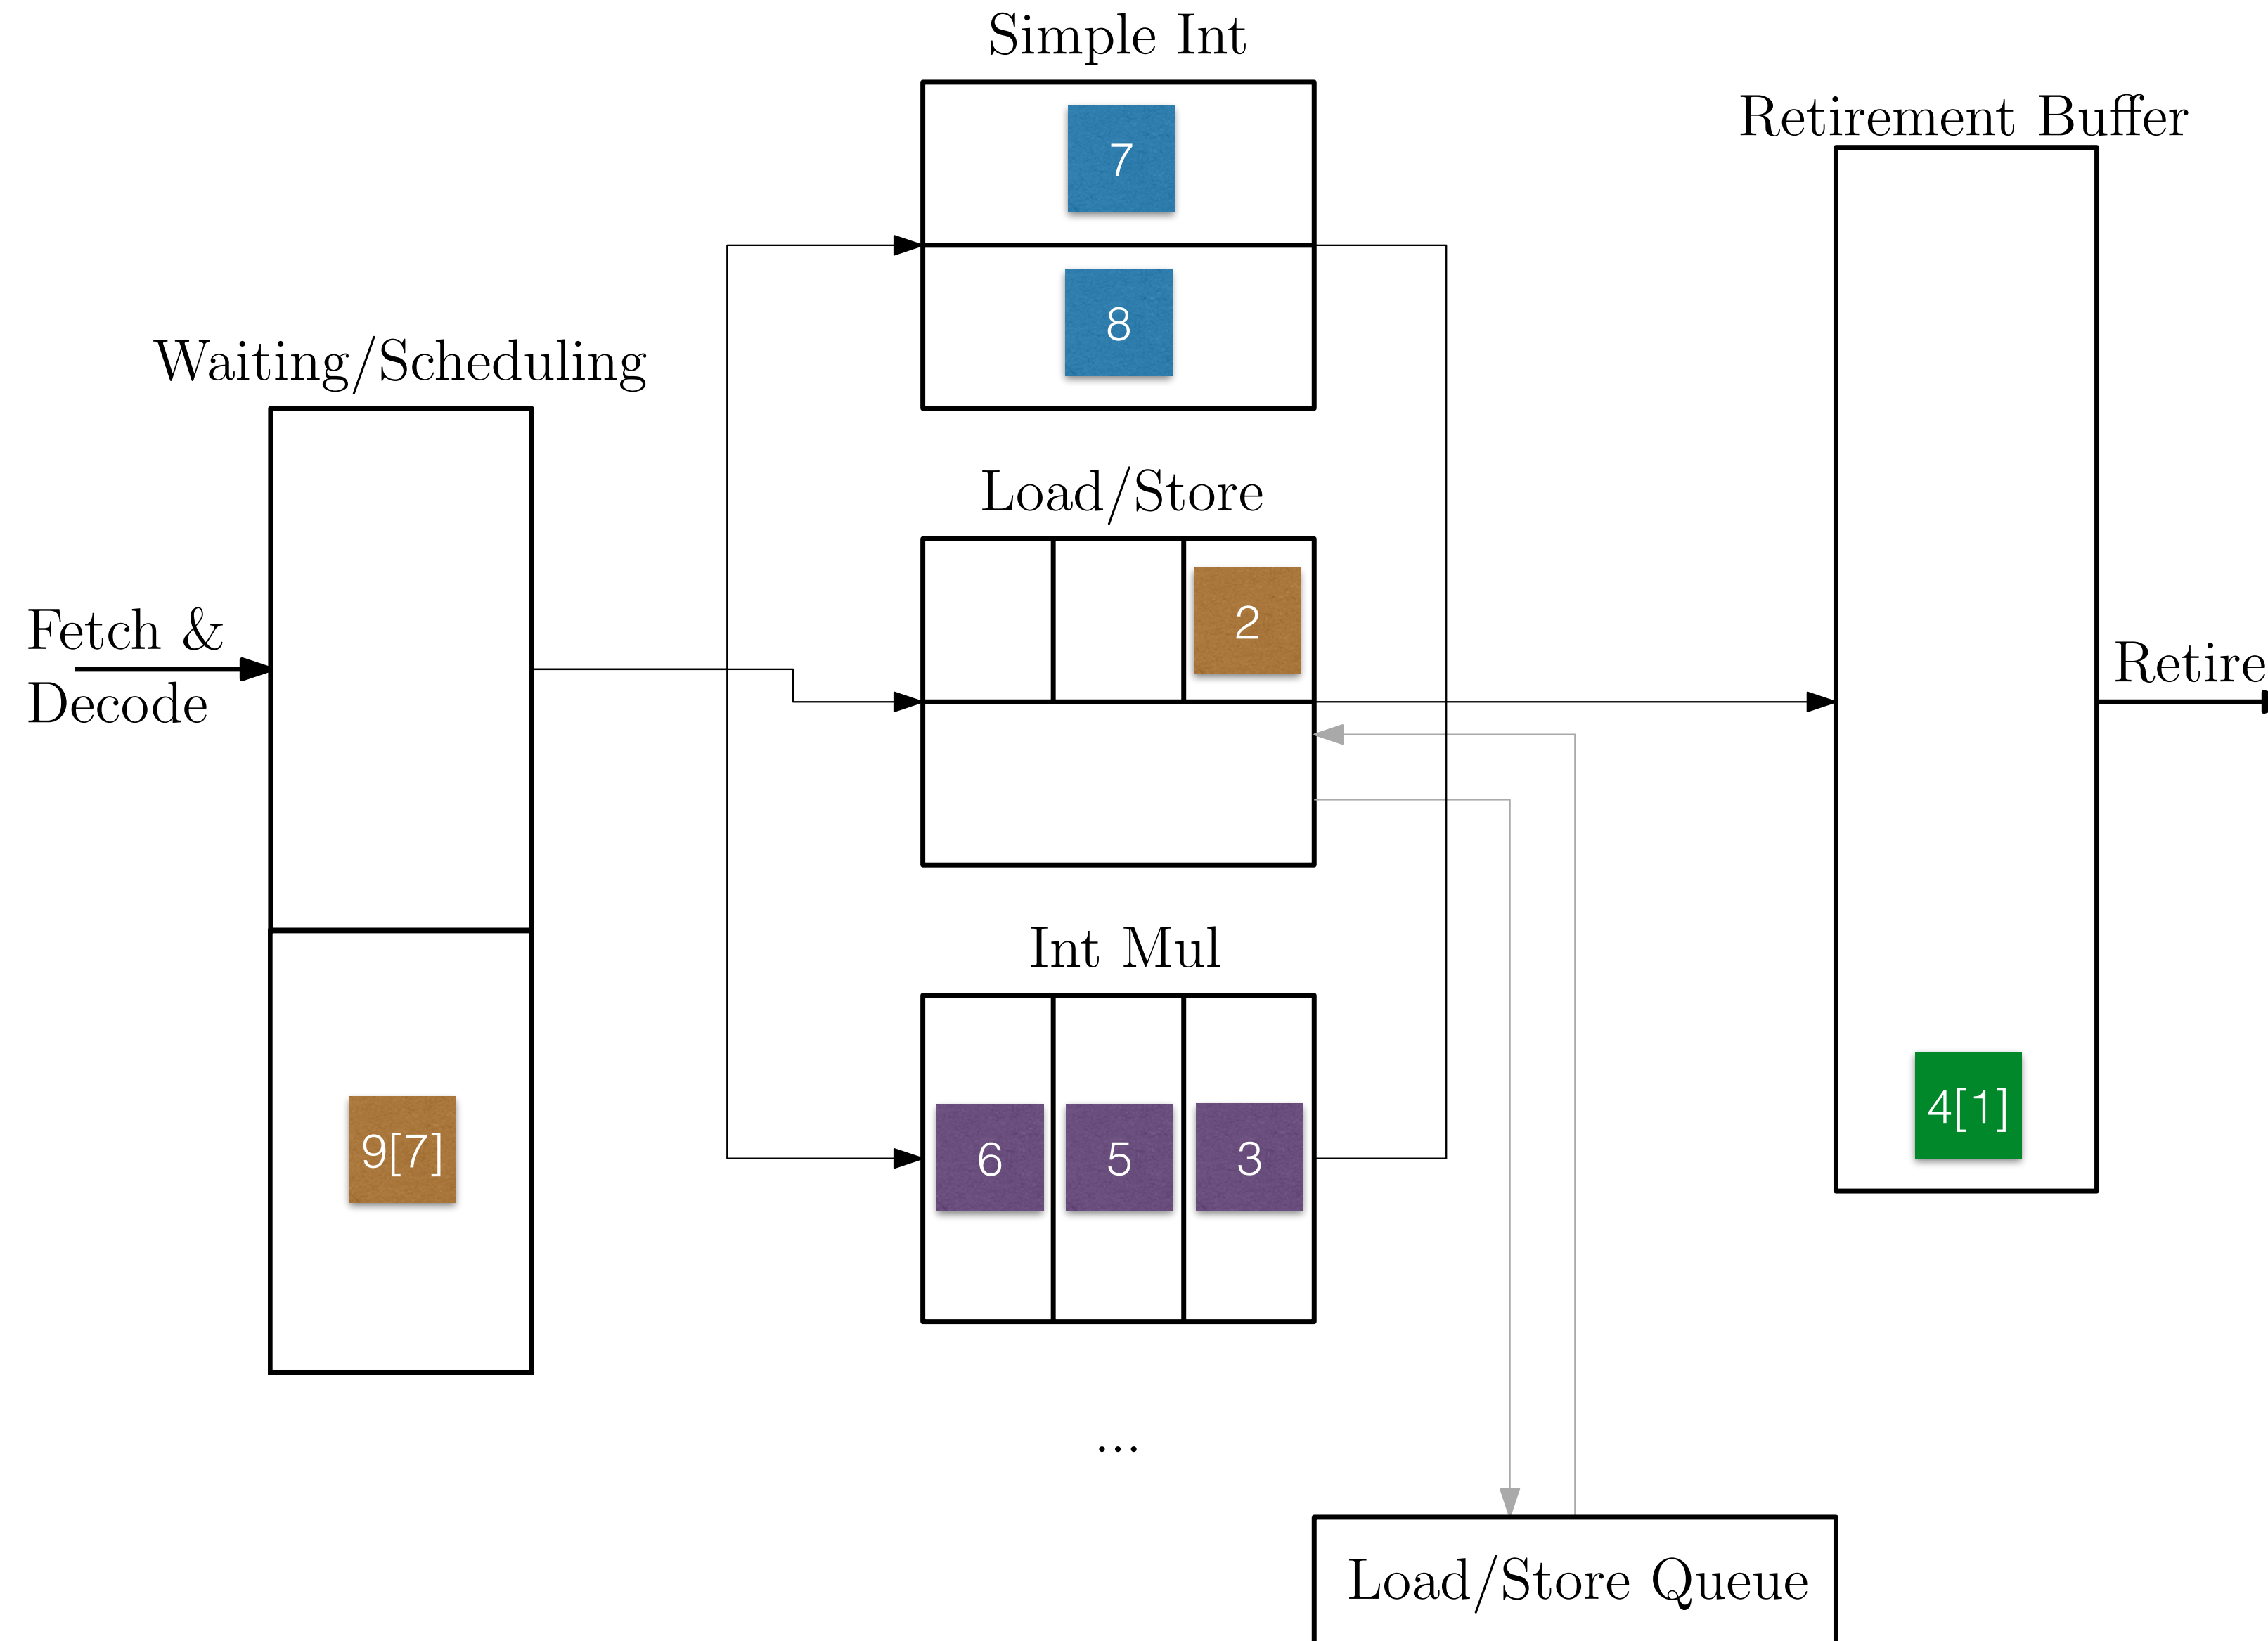 Simple Int
7
8
Retirement Buffer
Waiting/Scheduling
Load/Store
2
Fetch &
Decode
Retire
Int Mul
9[7]
6 5 3
4[1]
...
Load/Store Queue